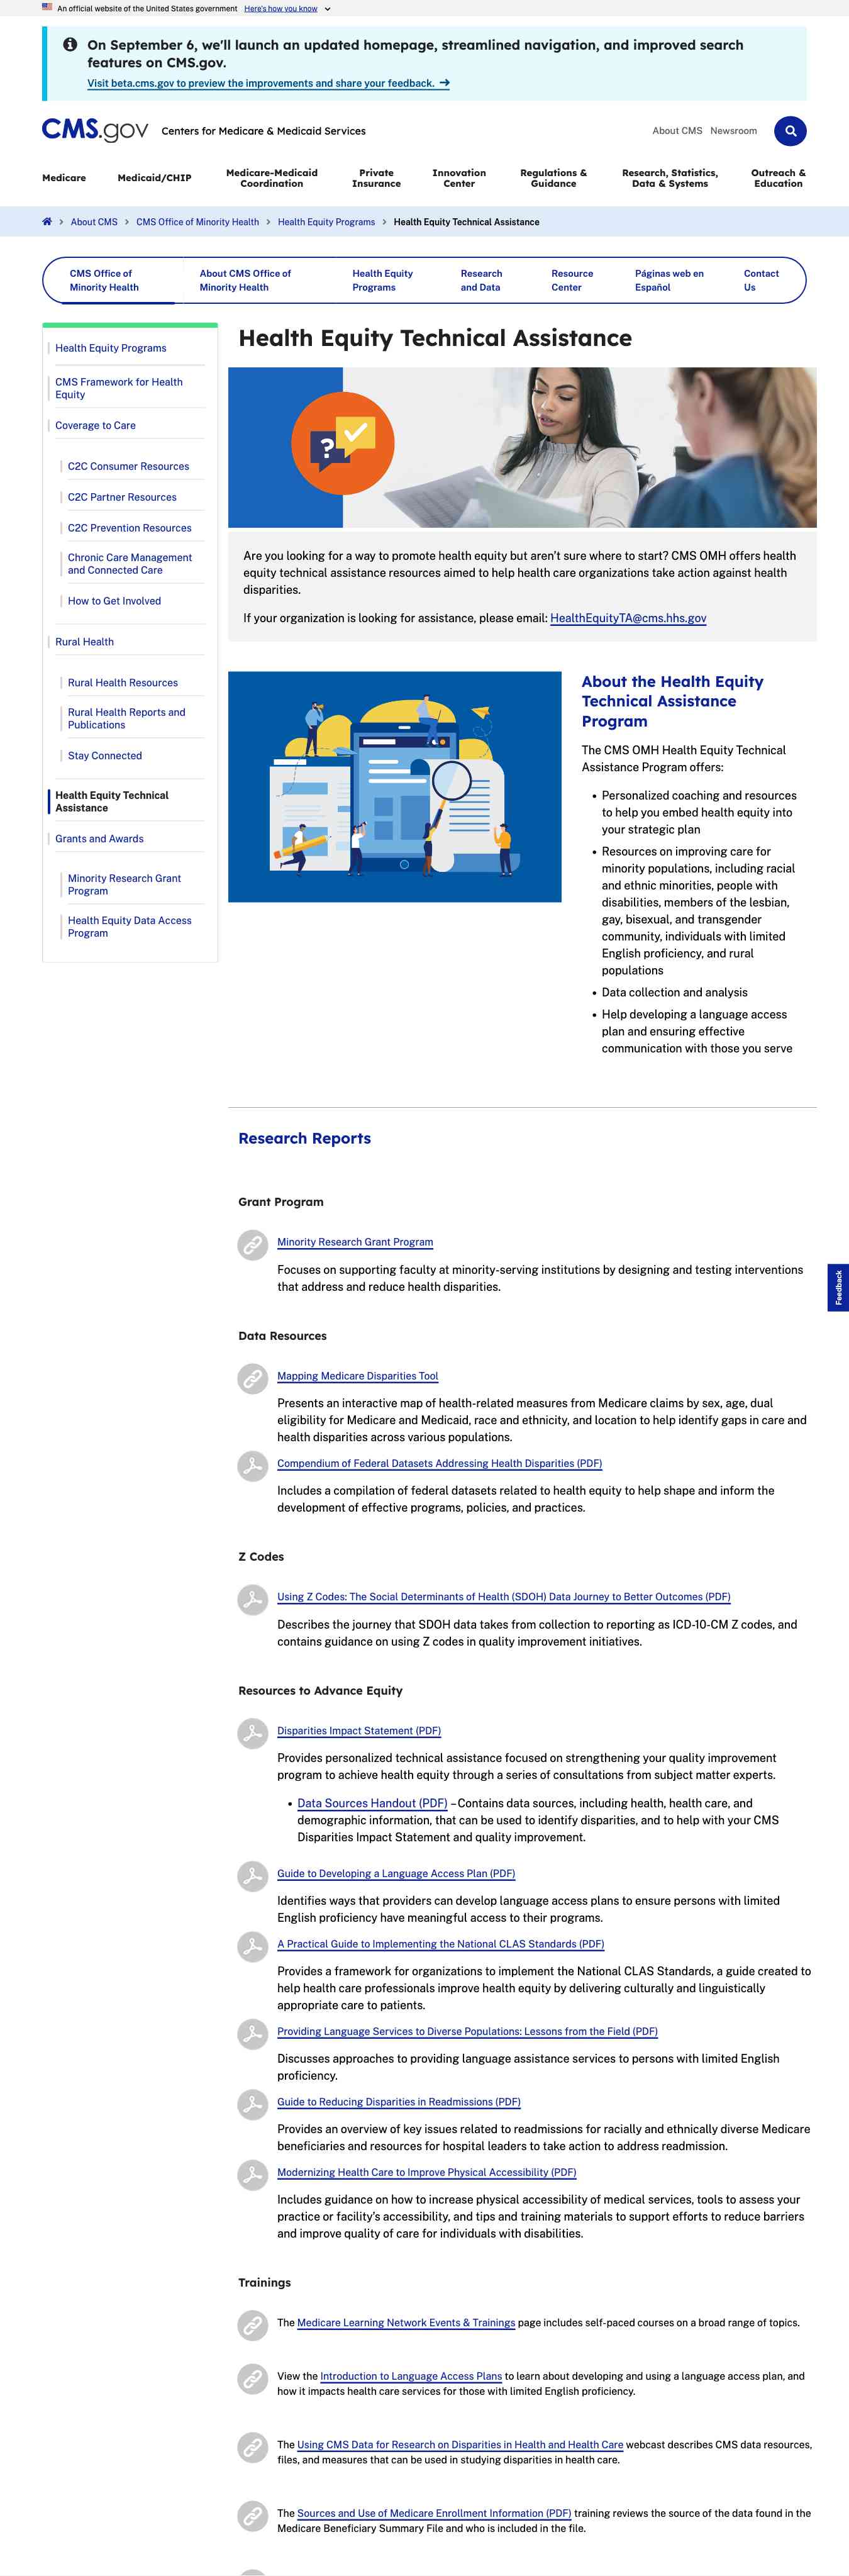 An official website of the United States government Here's how you know
On September 6, we'll launch an updated homepage, streamlined navigation, and improved search
features on CMS.gov.
Visit beta.cms.gov to preview the improvements and share your feedback. →
CMS.gov Centers for Medicare & Medicaid Services
About CMS Newsroom
Medicare
Medicaid/CHIP
Medicare-Medicaid
Coordination
Private
Insurance
Innovation
Center
Regulations &
Guidance
Research, Statistics,
Data & Systems
Outreach &
Education
> About CMS > CMS Office of Minority Health > Health Equity Programs > Health Equity Technical Assistance
CMS Office of
Minority Health
About CMS Office of
Minority Health
Health Equity
Programs
Research
and Data
Resource
Center
Páginas web en
Español
Contact
Us
Health Equity Programs
CMS Framework for Health
Equity
Coverage to Care
C2C Consumer Resources
C2C Partner Resources
C2C Prevention Resources
Chronic Care Management
and Connected Care
How to Get Involved
Rural Health
Rural Health Resources
Rural Health Reports and
Publications
Stay Connected
Health Equity Technical
Assistance
Grants and Awards
Minority Research Grant
Program
Health Equity Data Access
Program
Health Equity Technical Assistance
?
Are you looking for a way to promote health equity but aren’t sure where to start? CMS OMH offers health
equity technical assistance resources aimed to help health care organizations take action against health
disparities.
If your organization is looking for assistance, please email: HealthEquityTA@cms.hhs.gov
About the Health Equity
Technical Assistance
Program
The CMS OMH Health Equity Technical
Assistance Program offers:
• Personalized coaching and resources
to help you embed health equity into
your strategic plan
• Resources on improving care for
minority populations, including racial
and ethnic minorities, people with
disabilities, members of the lesbian,
gay, bisexual, and transgender
community, individuals with limited
English proficiency, and rural
populations
• Data collection and analysis
• Help developing a language access
plan and ensuring effective
communication with those you serve
Research Reports
Grant Program
Minority Research Grant Program
Focuses on supporting faculty at minority-serving institutions by designing and testing interventions
that address and reduce health disparities.
Feedback
Data Resources
Mapping Medicare Disparities Tool
Presents an interactive map of health-related measures from Medicare claims by sex, age, dual
eligibility for Medicare and Medicaid, race and ethnicity, and location to help identify gaps in care and
health disparities across various populations.
Compendium of Federal Datasets Addressing Health Disparities (PDF)
Includes a compilation of federal datasets related to health equity to help shape and inform the
development of effective programs, policies, and practices.
Z Codes
Using Z Codes: The Social Determinants of Health (SDOH) Data Journey to Better Outcomes (PDF)
Describes the journey that SDOH data takes from collection to reporting as ICD-10-CM Z codes, and
contains guidance on using Z codes in quality improvement initiatives.
Resources to Advance Equity
Disparities Impact Statement (PDF)
Provides personalized technical assistance focused on strengthening your quality improvement
program to achieve health equity through a series of consultations from subject matter experts.
• Data Sources Handout (PDF) –Contains data sources, including health, health care, and
demographic information, that can be used to identify disparities, and to help with your CMS
Disparities Impact Statement and quality improvement.
Guide to Developing a Language Access Plan (PDF)
Identifies ways that providers can develop language access plans to ensure persons with limited
English proficiency have meaningful access to their programs.
A Practical Guide to Implementing the National CLAS Standards (PDF)
Provides a framework for organizations to implement the National CLAS Standards, a guide created to
help health care professionals improve health equity by delivering culturally and linguistically
appropriate care to patients.
Providing Language Services to Diverse Populations: Lessons from the Field (PDF)
Discusses approaches to providing language assistance services to persons with limited English
proficiency.
Guide to Reducing Disparities in Readmissions (PDF)
Provides an overview of key issues related to readmissions for racially and ethnically diverse Medicare
beneficiaries and resources for hospital leaders to take action to address readmission.
Modernizing Health Care to Improve Physical Accessibility (PDF)
Includes guidance on how to increase physical accessibility of medical services, tools to assess your
practice or facility’s accessibility, and tips and training materials to support efforts to reduce barriers
and improve quality of care for individuals with disabilities.
Trainings
The Medicare Learning Network Events & Trainings page includes self-paced courses on a broad range of topics.
View the Introduction to Language Access Plans to learn about developing and using a language access plan, and
how it impacts health care services for those with limited English proficiency.
The Using CMS Data for Research on Disparities in Health and Health Care webcast describes CMS data resources,
files, and measures that can be used in studying disparities in health care.
The Sources and Use of Medicare Enrollment Information (PDF) training reviews the source of the data found in the
Medicare Beneficiary Summary File and who is included in the file.